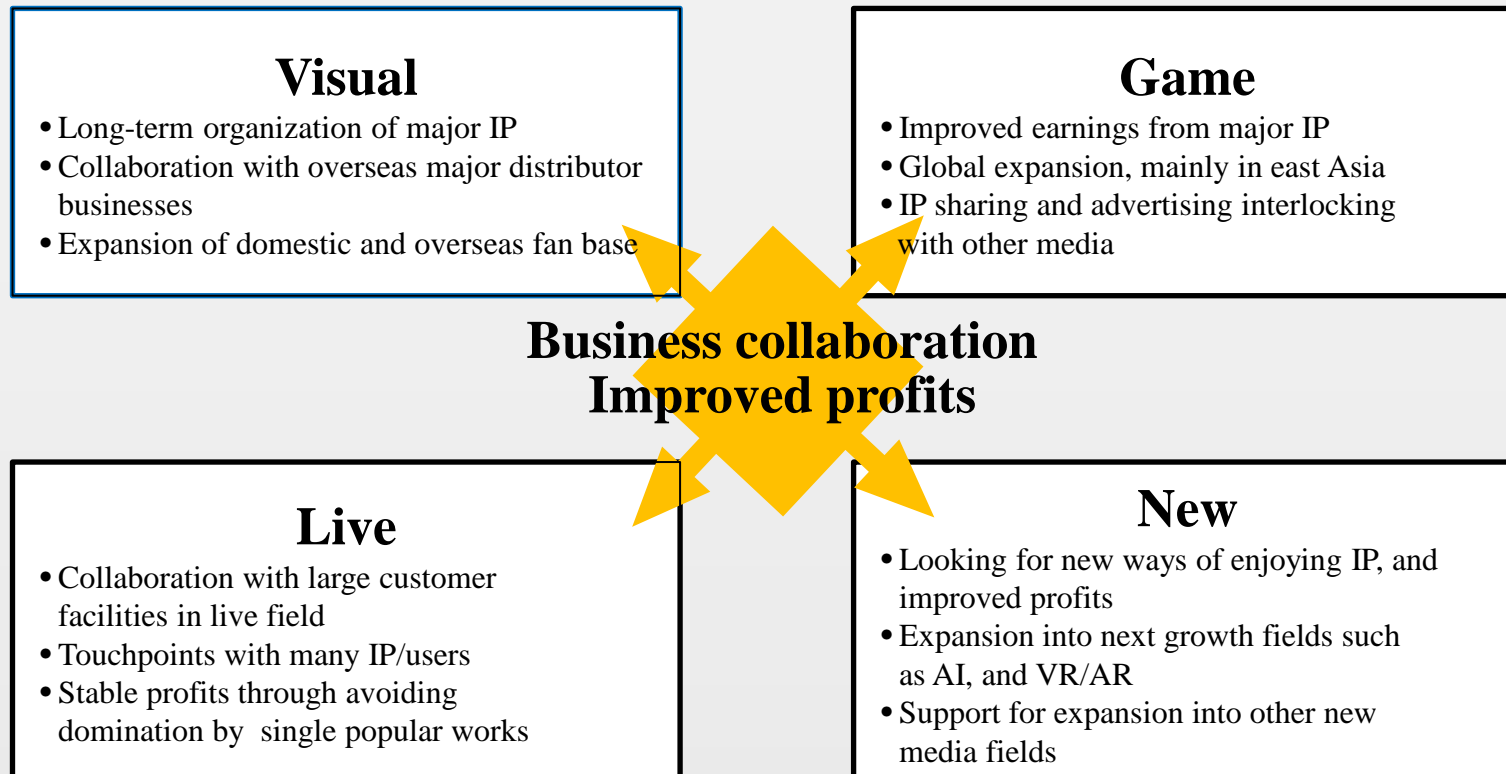 Visual
• Long-term organization of major IP
• Collaboration with overseas major distributor
businesses
• Expansion of domestic and overseas fan base
Game
• Improved earnings from major IP
• Global expansion, mainly in east Asia
• IP sharing and advertising interlocking
with other media
Business collaboration
Improved profits
Live
• Collaboration with large customer
facilities in live field
• Touchpoints with many IP/users
• Stable profits through avoiding
domination by  single popular works
New
• Looking for new ways of enjoying IP, and
improved profits
• Expansion into next growth fields such
as AI, and VR/AR
• Support for expansion into other new
media fields